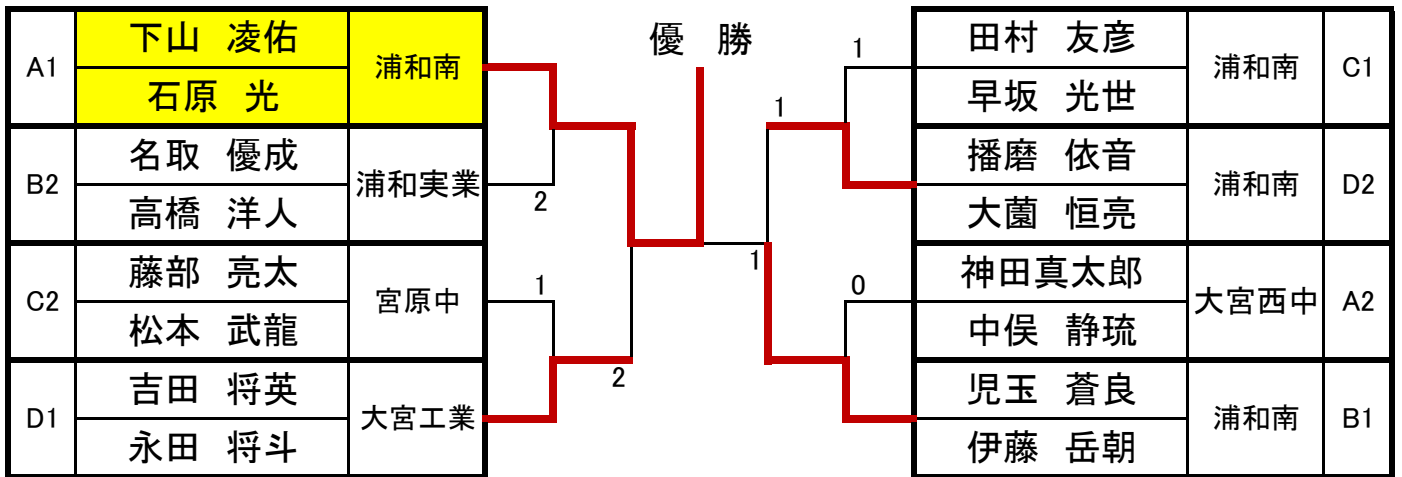 優 勝
A1 下山 凌佑 浦和南
石原 光
B2 名取 優成 浦和実業
高橋 洋人
2
C2 藤部 亮太 宮原中
松本 武龍
1
D1 吉田 将英 大宮工業
永田 将斗
2
1
1
田村 友彦 浦和南 C1
早坂 光世
1
播磨 依音 浦和南 D2
大薗 恒亮
0
神田真太郎 大宮西中 A2
中俣 静琉
児玉 蒼良 浦和南 B1
伊藤 岳朝